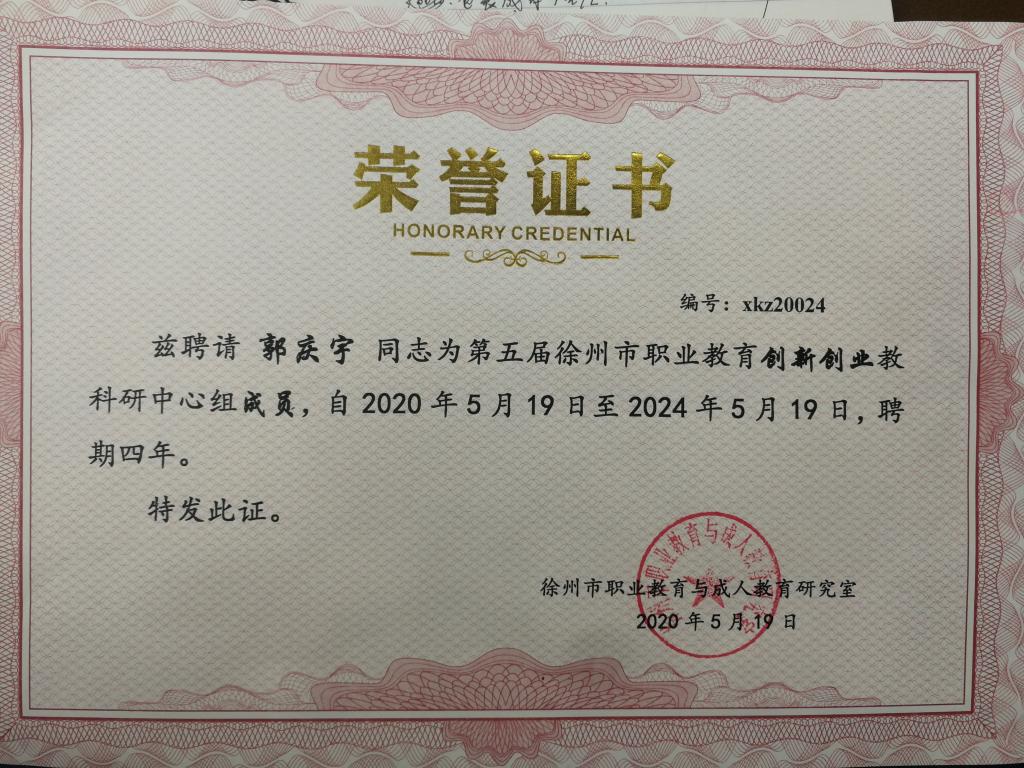 荣誉证书
HONORARY CREDENTIAL
编号：xkz20024
兹聘请 郭庆宇 同志为第五届徐州市职业教育创新创业教
科研中心组成员，自 2020 年 5 月 19 日至 2024 年 5 月 19 日，聘
期四年。
特发此证。
徐州市职业教育与成人教育研究室
2020 年 5 月 19 日